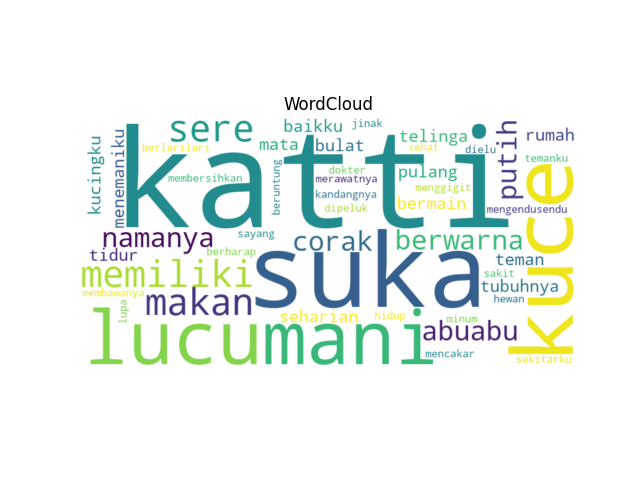 WordCloud
katti
suka
kuce
lucu
mani
sere
memiliki
makan
namanya
corak
berwarna
abuabu
putih
baikku
jinak
telinga
rumah
mata
bulat
sehat
dielu
temanku
kucingku
menemaniku
berlarilari
membersihkan
beruntung
dokter
merawatnya
kandangnya
dipeluk
pulang
menggigit
bermain
mengendusendu
tidur
sayang
berharap
teman
sakit
tubuhnya
hewan
membawanya
lupa
seharian
hidup
minum
mencakar
sekitarku